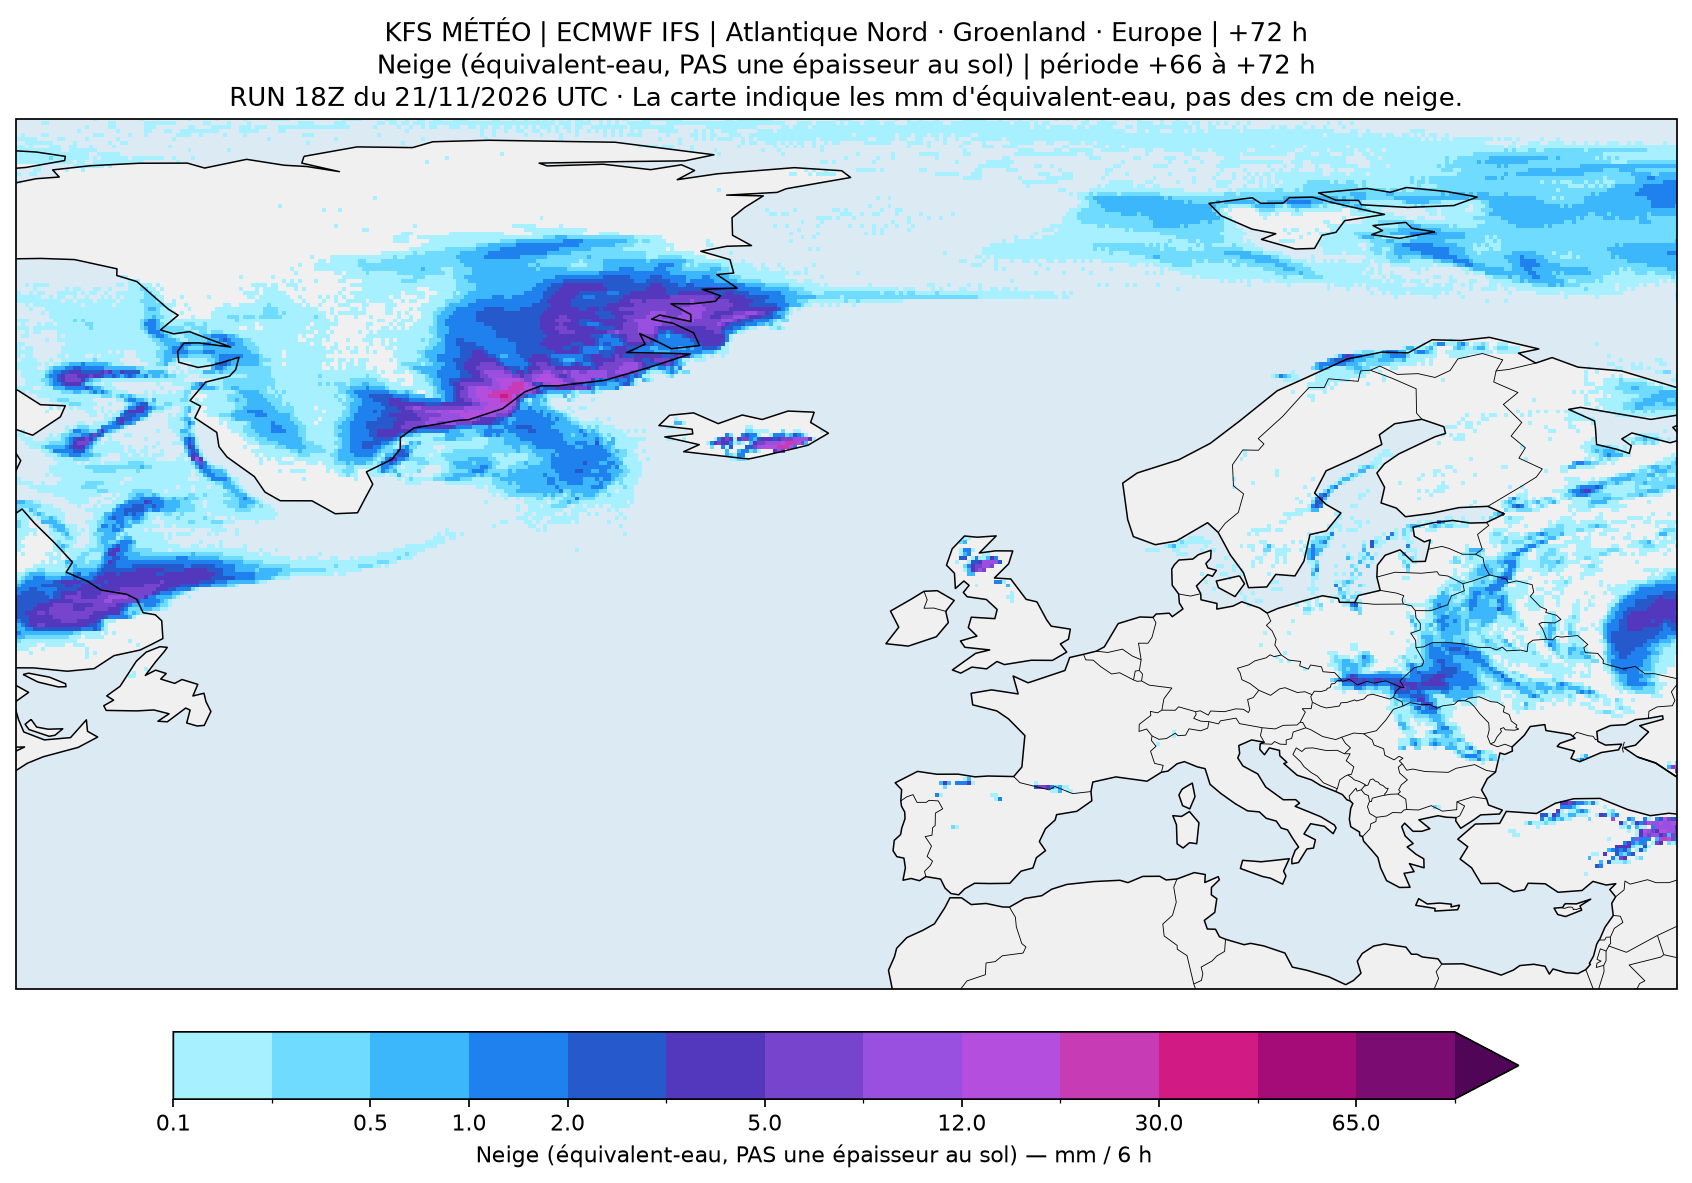 KFS MÉTÉO | ECMWF IFS | Atlantique Nord · Groenland · Europe | +72 h
Neige (équivalent-eau, PAS une épaisseur au sol) | période +66 à +72 h
RUN 18Z du 21/11/2026 UTC · La carte indique les mm d'équivalent-eau, pas des cm de neige.
0.1 0.5 1.0 2.0 5.0 12.0 30.0 65.0
Neige (équivalent-eau, PAS une épaisseur au sol) — mm / 6 h